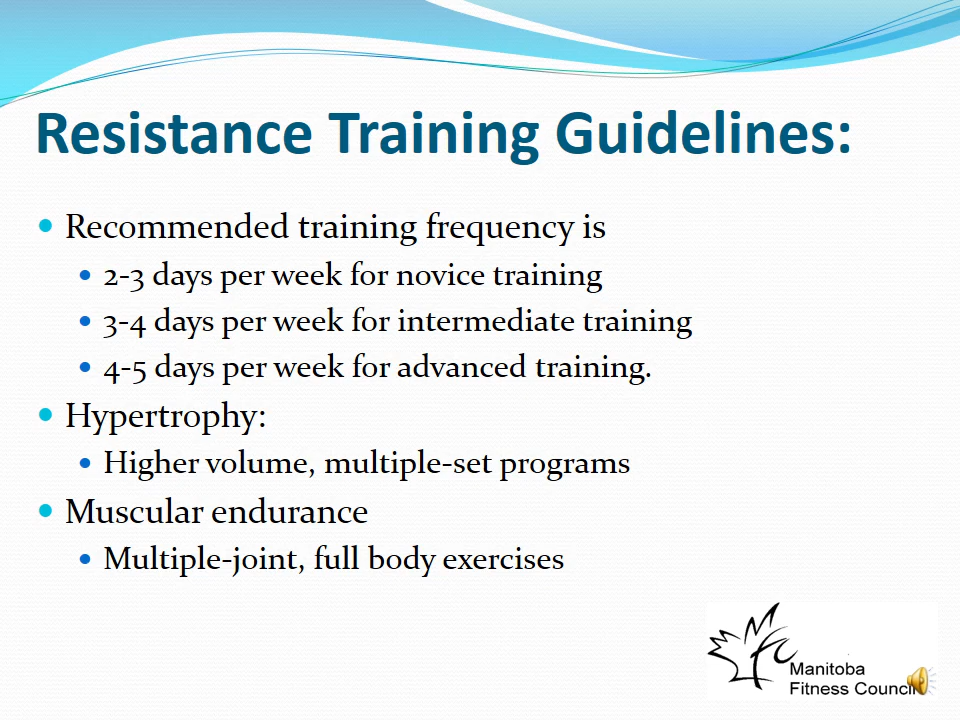 Resistance Training Guidelines:
Recommended training frequency is
2-3 days per week for novice training
3-4 days per week for intermediate training
4-5 days per week for advanced training.
Hypertrophy:
Higher volume, multiple-set programs
Muscular endurance
Multiple-joint, full body exercises
Manitoba
Fitness Council